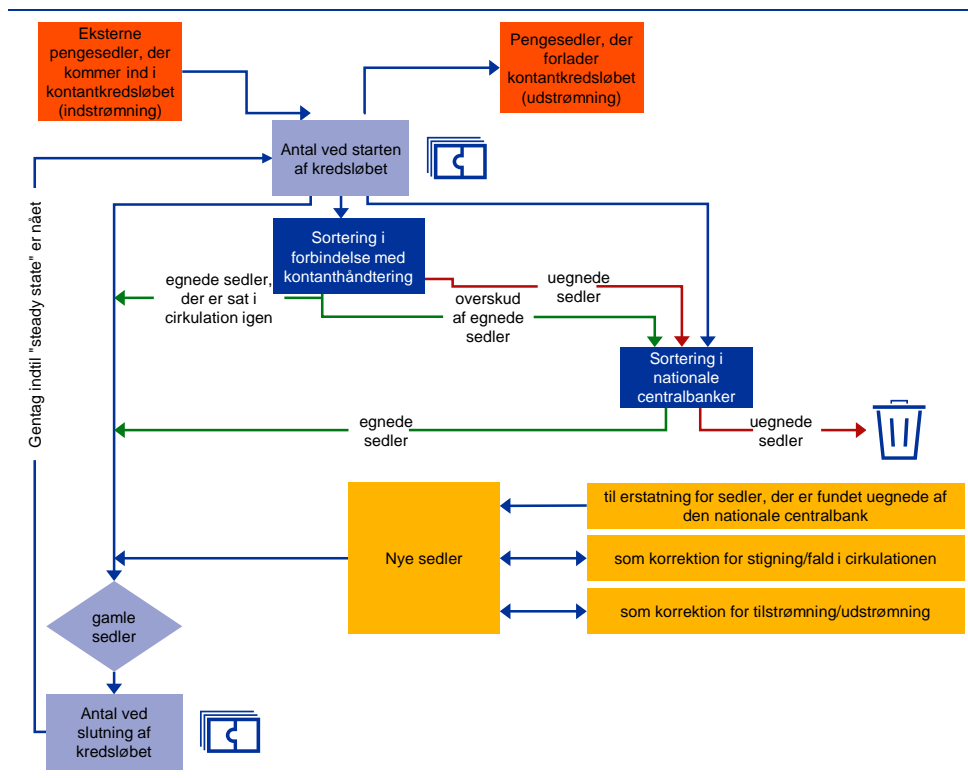 Eksterne
pengesedler, der
kommer ind i
kontantkredsløbet
(indstrømning)
Pengesedler, der
forlader
kontantkredsløbet
(udstrømning)
Antal ved starten
af kredsløbet
Sortering i
forbindelse med
kontanthåndtering
egnede sedler,
der er sat i
cirkulation igen
uegnede
sedler
overskud
af egnede
sedler
Sortering i
nationale
centralbanker
egnede
sedler
uegnede
sedler
Gentag indtil "steady state" er nået
Nye sedler
til erstatning for sedler, der er fundet uegnede af
den nationale centralbank
som korrektion for stigning/fald i cirkulationen
som korrektion for tilstrømning/udstrømning
gamle
sedler
Antal ved
slutning af
kredsløbet